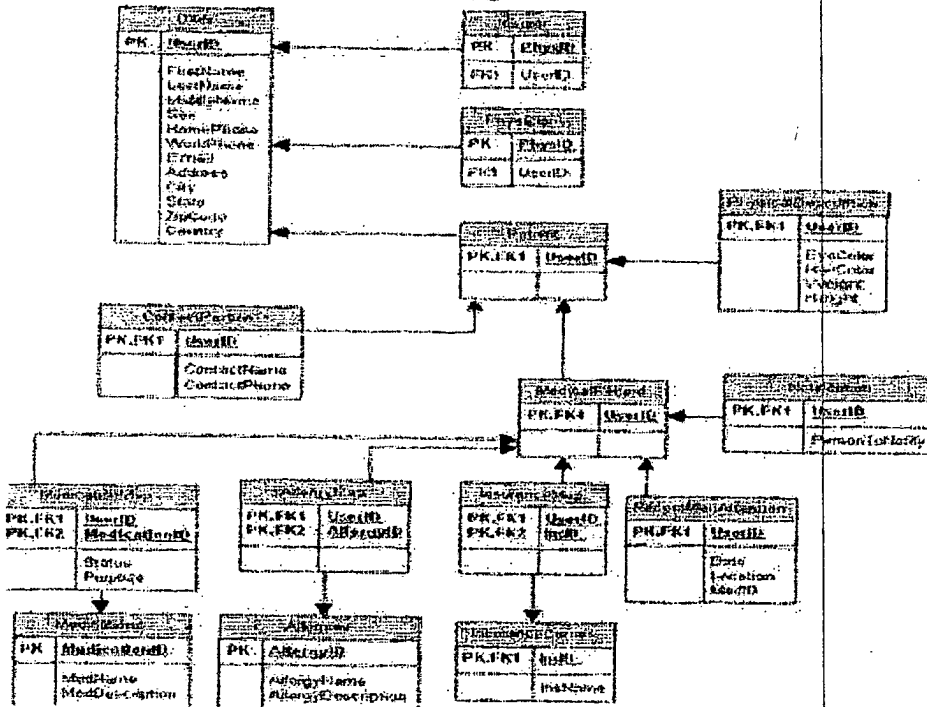 PK UserID
FirstName
LastName
MiddleName
Sex
HomePhone
WorkPhone
Email
Address
City
State
ZipCode
Country
PK PhysID
FK1 UserID
PK PhysID
FK1 UserID
Patient
PK,FK1 UserID
PhysicalDescription
PK,FK1 UserID
EyeColor
HairColor
Weight
Height
ContactPerson
PK,FK1 UserID
ContactName
ContactPhone
MedicalRecord
PK,FK1 UserID
PK,FK1 UserID
PersonToNotify
PK,FK1 UserID
PK,FK2 MedicationID
Status
Purpose
PK,FK1 UserID
PK,FK2 AllergyID
PK,FK1 UserID
PK,FK2 InsID
PK,FK1 UserID
Date
Location
MedID
PK MedicationID
MedName
MedDescription
PK AllergyID
AllergyName
AllergyDescription
PK,FK1 InsID
InsName